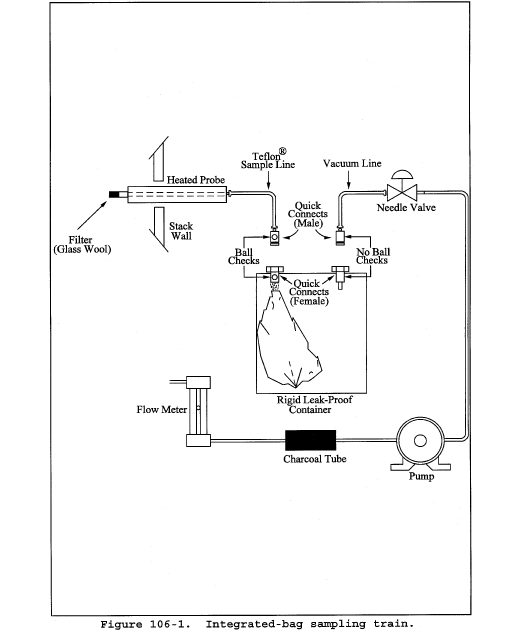 Teflon®
Sample Line
Vacuum Line
Heated Probe
Needle Valve
Quick
Connects
(Male)
Filter
(Glass Wool)
Stack
Wall
Ball
Checks
No Ball
Checks
Quick
Connects
(Female)
Rigid Leak-Proof
Container
Flow Meter
Charcoal Tube
Pump
Figure 106-1. Integrated-bag sampling train.